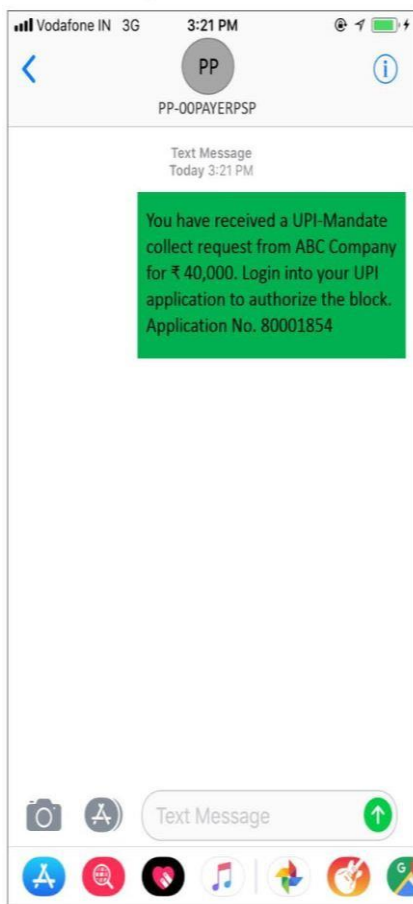 Vodafone IN 3G 3:21 PM
PP
PP-00PAYERPSP
Text Message
Today 3:21 PM
You have received a UPI-Mandate
collect request from ABC Company
for ₹ 40,000. Login into your UPI
application to authorize the block.
Application No. 80001854
Text Message